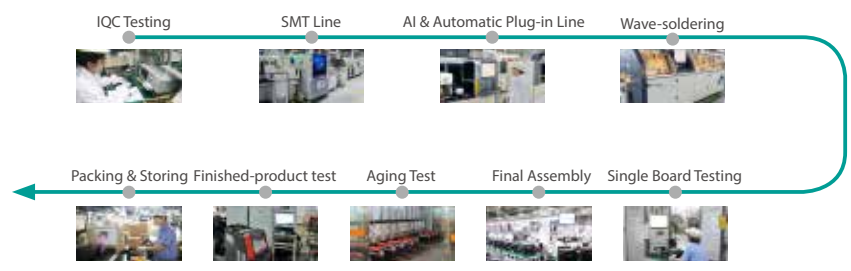 IQC Testing
SMT Line
AI & Automatic Plug-in Line
Wave-soldering
Packing & Storing
Finished-product test
Aging Test
Final Assembly
Single Board Testing